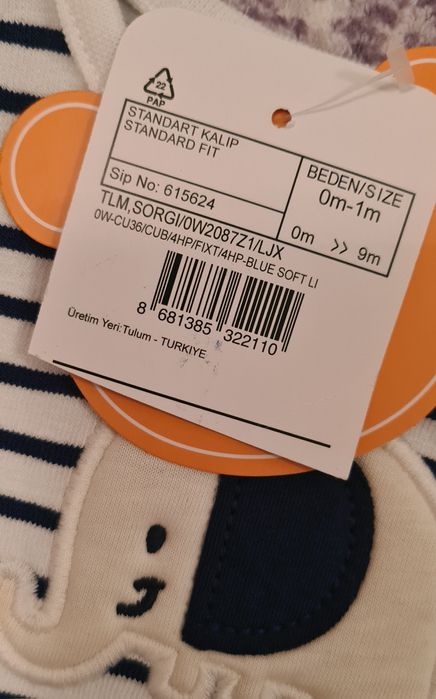 22
PAP
STANDART KALIP
STANDARD FIT
BEDEN/SIZE
0m-1m
Sip No: 615624
0m >> 9m
TLM,SORGI/0W2087Z1/LJX
0W-CU36/CUB/4HP/FIXT/4HP-BLUE SOFT LI
8 681385 322110
Üretim Yeri:Tulum - TURKIYE